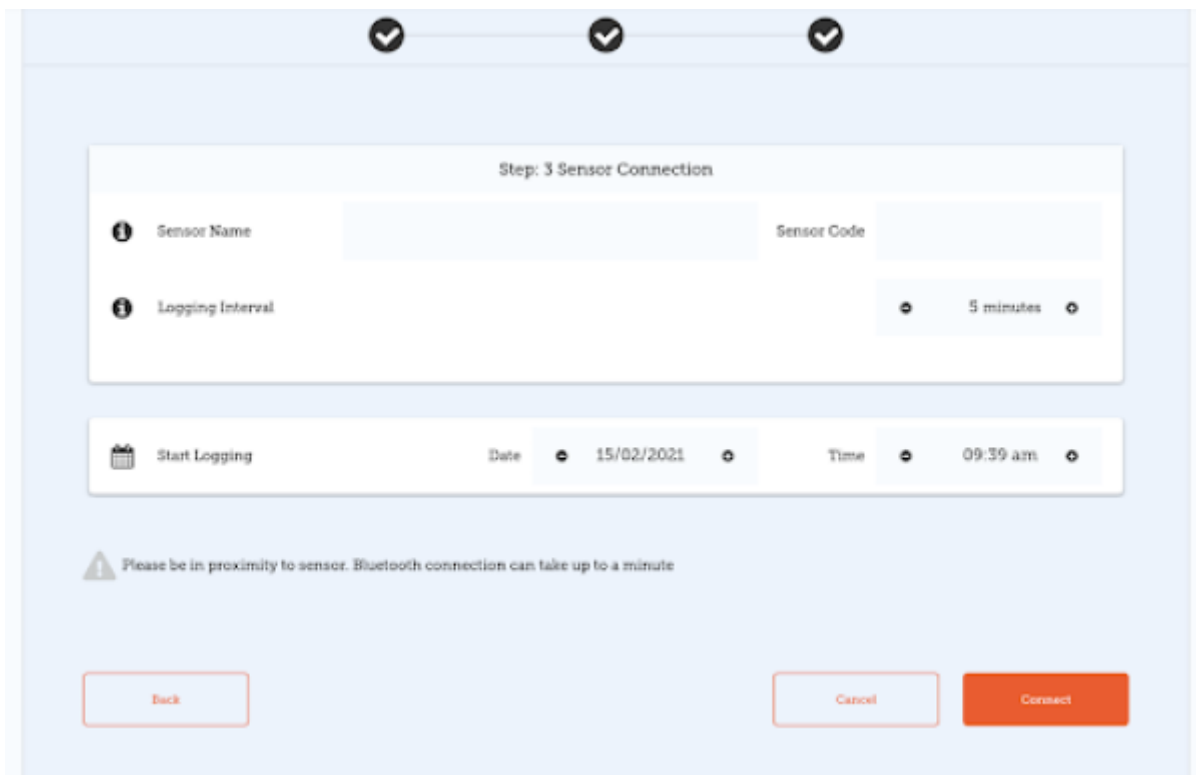 Step: 3 Sensor Connection
Sensor Name
Sensor Code
Logging Interval
5 minutes
Start Logging
Date
15/02/2021
Time
09:39 am
Please be in proximity to sensor. Bluetooth connection can take up to a minute
Back
Cancel
Connect